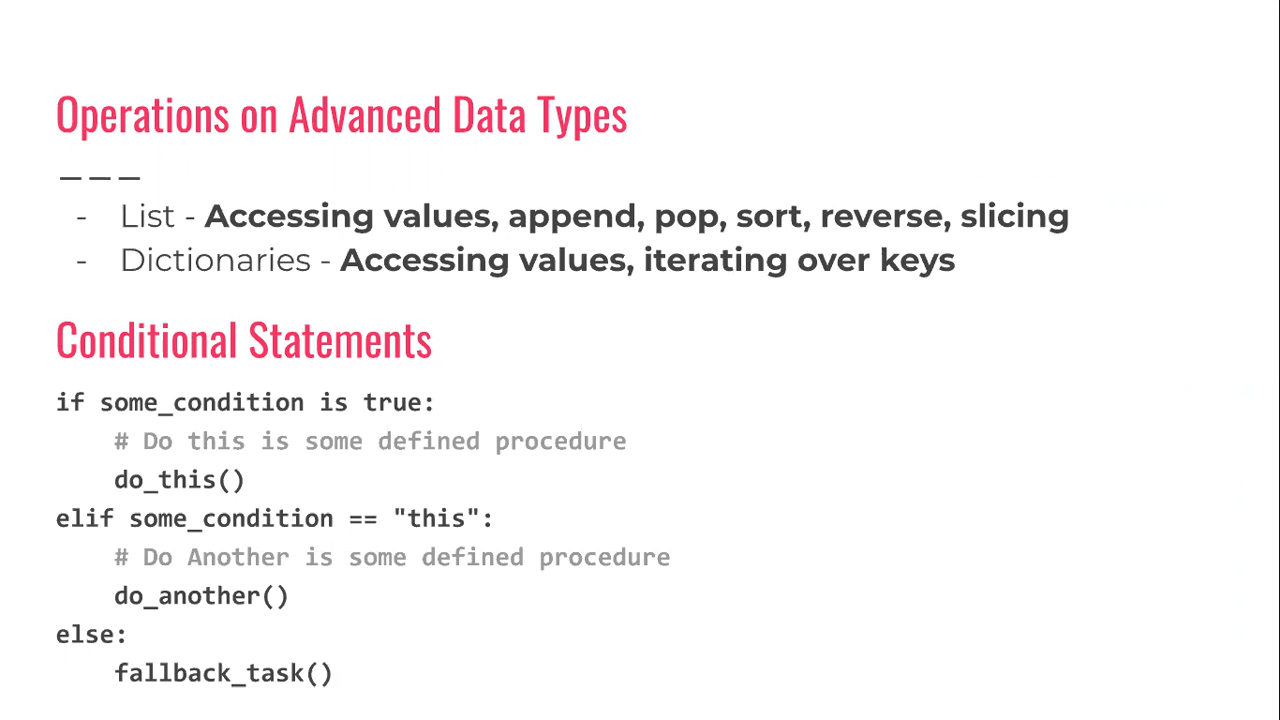 Operations on Advanced Data Types
- List - Accessing values, append, pop, sort, reverse, slicing
- Dictionaries - Accessing values, iterating over keys
Conditional Statements
if some_condition is true:
    # Do this is some defined procedure
    do_this()
elif some_condition == "this":
    # Do Another is some defined procedure
    do_another()
else:
    fallback_task()